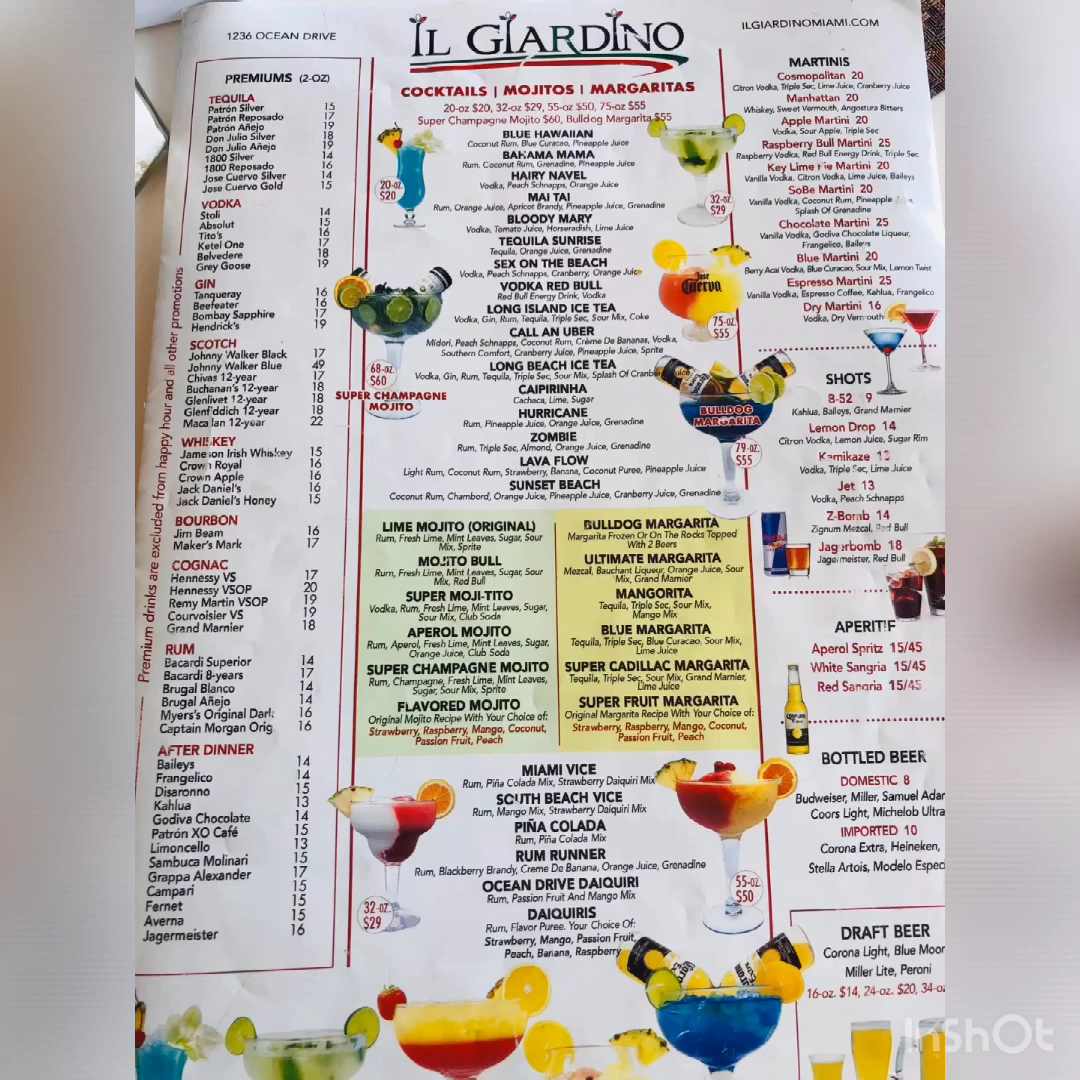 1236 OCEAN DRIVE
IL GIARDINO
ILGIARDINOMIAMI.COM
PREMIUMS (2-OZ)
TEQUILA
Patrón Silver 15
Patrón Reposado 17
Patrón Añejo 19
Don Julio Silver 18
Don Julio Añejo 19
1800 Silver 14
1800 Reposado 16
Jose Cuervo Silver 14
Jose Cuervo Gold 15
VODKA
Stoli 14
Absolut 15
Tito's 16
Ketel One 17
Belvedere 18
Grey Goose 19
GIN
Tanqueray 16
Beefeater 16
Bombay Sapphire 17
Hendrick's 19
SCOTCH
Johnny Walker Black 17
Johnny Walker Blue 49
Chivas 12-year 17
Buchanan's 12-year 18
Glenlivet 12-year 18
Glenfiddich 12-year 18
Macallan 12-year 22
WHISKEY
Jameson Irish Whiskey 15
Crown Royal 16
Crown Apple 16
Jack Daniel's 16
Jack Daniel's Honey 15
BOURBON
Jim Beam 16
Maker's Mark 17
COGNAC
Hennessy VS 17
Hennessy VSOP 20
Remy Martin VSOP 19
Courvoisier VS 19
Grand Marnier 18
RUM
Bacardi Superior 14
Bacardi 8-years 17
Brugal Blanco 14
Brugal Añejo 14
Myers's Original Dark 16
Captain Morgan Orig. 16
AFTER DINNER
Baileys 14
Frangelico 14
Disaronno 15
Kahlua 13
Godiva Chocolate 14
Patrón XO Café 15
Limoncello 13
Sambuca Molinari 15
Grappa Alexander 17
Campari 15
Fernet 15
Averna 15
Jagermeister 16
Premium drinks are excluded from happy hour and all other promotions
COCKTAILS | MOJITOS | MARGARITAS
20-oz $20, 32-oz $29, 55-oz $50, 75-oz $55
Super Champagne Mojito $60, Bulldog Margarita $55
BLUE HAWAIIAN
Coconut Rum, Blue Curacao, Pineapple Juice
BAHAMA MAMA
Rum, Coconut Rum, Grenadine, Pineapple Juice
HAIRY NAVEL
Vodka, Peach Schnapps, Orange Juice
MAI TAI
Rum, Orange Juice, Apricot Brandy, Pineapple Juice, Grenadine
BLOODY MARY
Vodka, Tomato Juice, Horseradish, Lime Juice
TEQUILA SUNRISE
Tequila, Orange Juice, Grenadine
SEX ON THE BEACH
Vodka, Peach Schnapps, Cranberry, Orange Juice
VODKA RED BULL
Red Bull Energy Drink, Vodka
LONG ISLAND ICE TEA
Vodka, Gin, Rum, Tequila, Triple Sec, Sour Mix, Coke
CALL AN UBER
Midori, Peach Schnapps, Coconut Rum, Crème De Bananas, Vodka,
Southern Comfort, Cranberry Juice, Pineapple Juice, Sprite
LONG BEACH ICE TEA
Vodka, Gin, Rum, Tequila, Triple Sec, Sour Mix, Splash Of Cranberry Juice
CAIPIRINHA
Cachaca, Lime, Sugar
HURRICANE
Rum, Pineapple Juice, Orange Juice, Grenadine
ZOMBIE
Rum, Triple Sec, Almond, Orange Juice, Grenadine
LAVA FLOW
Light Rum, Coconut Rum, Strawberry, Banana, Coconut Puree, Pineapple Juice
SUNSET BEACH
Coconut Rum, Chambord, Orange Juice, Pineapple Juice, Cranberry Juice, Grenadine
20-oz.
$20
32-oz.
$29
Jose
Cuervo
75-oz.
$55
68-oz.
$60
SUPER CHAMPAGNE
MOJITO
BULLDOG
MARGARITA
79-oz.
$55
LIME MOJITO (ORIGINAL)
Rum, Fresh Lime, Mint Leaves, Sugar, Sour
Mix, Sprite
MOJITO BULL
Rum, Fresh Lime, Mint Leaves, Sugar, Sour
Mix, Red Bull
SUPER MOJI-TITO
Vodka, Rum, Fresh Lime, Mint Leaves, Sugar,
Sour Mix, Club Soda
APEROL MOJITO
Rum, Aperol, Fresh Lime, Mint Leaves, Sugar,
Orange Juice, Club Soda
SUPER CHAMPAGNE MOJITO
Rum, Champagne, Fresh Lime, Mint Leaves,
Sugar, Sour Mix, Sprite
FLAVORED MOJITO
Original Mojito Recipe With Your Choice of:
Strawberry, Raspberry, Mango, Coconut,
Passion Fruit, Peach
BULLDOG MARGARITA
Margarita Frozen Or On The Rocks Topped
With 2 Beers
ULTIMATE MARGARITA
Mezcal, Bauchant Liqueur, Orange Juice, Sour
Mix, Grand Marnier
MANGORITA
Tequila, Triple Sec, Sour Mix,
Mango Mix
BLUE MARGARITA
Tequila, Triple Sec, Blue Curacao, Sour Mix,
Lime Juice
SUPER CADILLAC MARGARITA
Tequila, Triple Sec, Sour Mix, Grand Marnier,
Lime Juice
SUPER FRUIT MARGARITA
Original Margarita Recipe With Your Choice of:
Strawberry, Raspberry, Mango, Coconut,
Passion Fruit, Peach
MIAMI VICE
Rum, Piña Colada Mix, Strawberry Daiquiri Mix
SOUTH BEACH VICE
Rum, Mango Mix, Strawberry Daiquiri Mix
PIÑA COLADA
Rum, Piña Colada Mix
RUM RUNNER
Rum, Blackberry Brandy, Creme De Banana, Orange Juice, Grenadine
OCEAN DRIVE DAIQUIRI
Rum, Passion Fruit And Mango Mix
DAIQUIRIS
Rum, Flavor Puree. Your Choice Of:
Strawberry, Mango, Passion Fruit,
Peach, Banana, Raspberry
32-oz.
$29
55-oz.
$50
MARTINIS
Cosmopolitan 20
Citron Vodka, Triple Sec, Lime Juice, Cranberry Juice
Manhattan 20
Whiskey, Sweet Vermouth, Angostura Bitters
Apple Martini 20
Vodka, Sour Apple, Triple Sec
Raspberry Bull Martini 25
Raspberry Vodka, Red Bull Energy Drink, Triple Sec
Key Lime Pie Martini 20
Vanilla Vodka, Citron Vodka, Lime Juice, Baileys
SoBe Martini 20
Vanilla Vodka, Coconut Rum, Pineapple Juice,
Splash Of Grenadine
Chocolate Martini 25
Vanilla Vodka, Godiva Chocolate Liqueur,
Frangelico, Baileys
Blue Martini 20
Berry Acai Vodka, Blue Curacao, Sour Mix, Lemon Twist
Espresso Martini 25
Vanilla Vodka, Espresso Coffee, Kahlua, Frangelico
Dry Martini 16
Vodka, Dry Vermouth
SHOTS
B-52 9
Kahlua, Baileys, Grand Marnier
Lemon Drop 14
Citron Vodka, Lemon Juice, Sugar Rim
Kamikaze 13
Vodka, Triple Sec, Lime Juice
Jet 13
Vodka, Peach Schnapps
Z-Bomb 14
Zignum Mezcal, Red Bull
Jagerbomb 18
Jagermeister, Red Bull
APERITIF
Aperol Spritz 15/45
White Sangria 15/45
Red Sangria 15/45
BOTTLED BEER
DOMESTIC 8
Budweiser, Miller, Samuel Adar
Coors Light, Michelob Ultra
IMPORTED 10
Corona Extra, Heineken,
Stella Artois, Modelo Especi
DRAFT BEER
Corona Light, Blue Moon
Miller Lite, Peroni
16-oz. $14, 24-oz. $20, 34-oz
InShOt